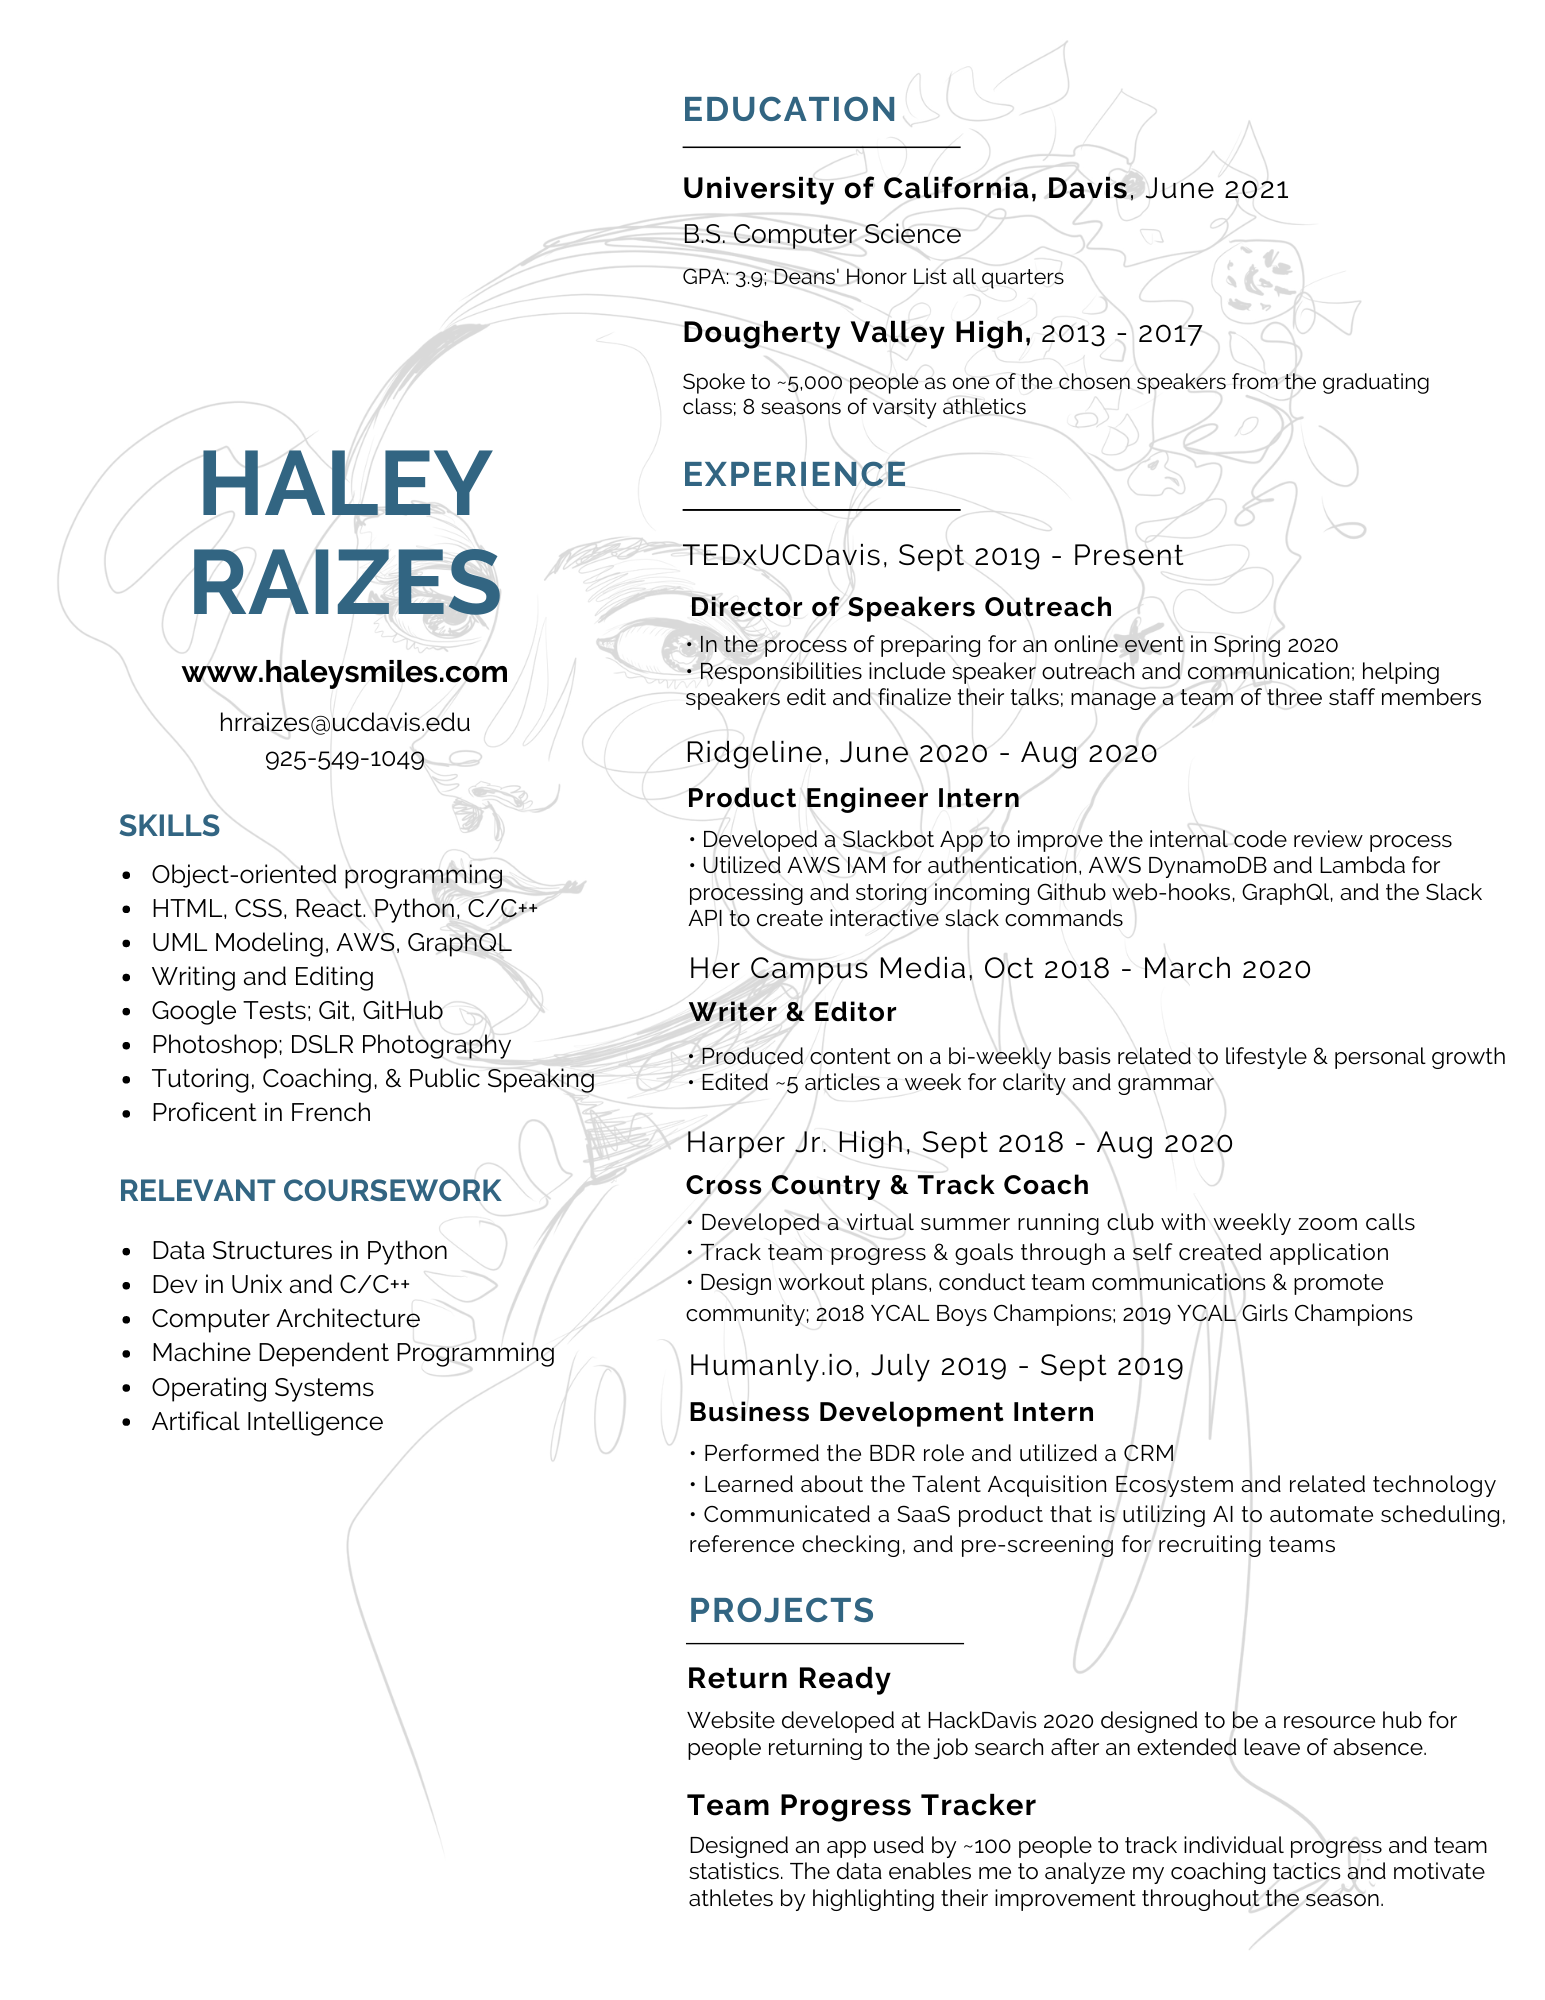 HALEY
RAIZES
www.haleysmiles.com
hrraizes@ucdavis.edu
925-549-1049
SKILLS
• Object-oriented programming
• HTML, CSS, React. Python, C/C++
• UML Modeling, AWS, GraphQL
• Writing and Editing
• Google Tests; Git, GitHub
• Photoshop; DSLR Photography
• Tutoring, Coaching, & Public Speaking
• Proficent in French
RELEVANT COURSEWORK
• Data Structures in Python
• Dev in Unix and C/C++
• Computer Architecture
• Machine Dependent Programming
• Operating Systems
• Artifical Intelligence
EDUCATION
University of California, Davis, June 2021
B.S. Computer Science
GPA: 3.9; Deans' Honor List all quarters
Dougherty Valley High, 2013 - 2017
Spoke to ~5,000 people as one of the chosen speakers from the graduating
class; 8 seasons of varsity athletics
EXPERIENCE
TEDxUCDavis, Sept 2019 - Present
Director of Speakers Outreach
• In the process of preparing for an online event in Spring 2020
• Responsibilities include speaker outreach and communication; helping
speakers edit and finalize their talks; manage a team of three staff members
Ridgeline, June 2020 - Aug 2020
Product Engineer Intern
• Developed a Slackbot App to improve the internal code review process
• Utilized AWS IAM for authentication, AWS DynamoDB and Lambda for
processing and storing incoming Github web-hooks, GraphQl, and the Slack
API to create interactive slack commands
Her Campus Media, Oct 2018 - March 2020
Writer & Editor
• Produced content on a bi-weekly basis related to lifestyle & personal growth
• Edited ~5 articles a week for clarity and grammar
Harper Jr. High, Sept 2018 - Aug 2020
Cross Country & Track Coach
• Developed a virtual summer running club with weekly zoom calls
• Track team progress & goals through a self created application
• Design workout plans, conduct team communications & promote
community; 2018 YCAL Boys Champions; 2019 YCAL Girls Champions
Humanly.io, July 2019 - Sept 2019
Business Development Intern
• Performed the BDR role and utilized a CRM
• Learned about the Talent Acquisition Ecosystem and related technology
• Communicated a SaaS product that is utilizing AI to automate scheduling,
reference checking, and pre-screening for recruiting teams
PROJECTS
Return Ready
Website developed at HackDavis 2020 designed to be a resource hub for
people returning to the job search after an extended leave of absence.
Team Progress Tracker
Designed an app used by ~100 people to track individual progress and team
statistics. The data enables me to analyze my coaching tactics and motivate
athletes by highlighting their improvement throughout the season.